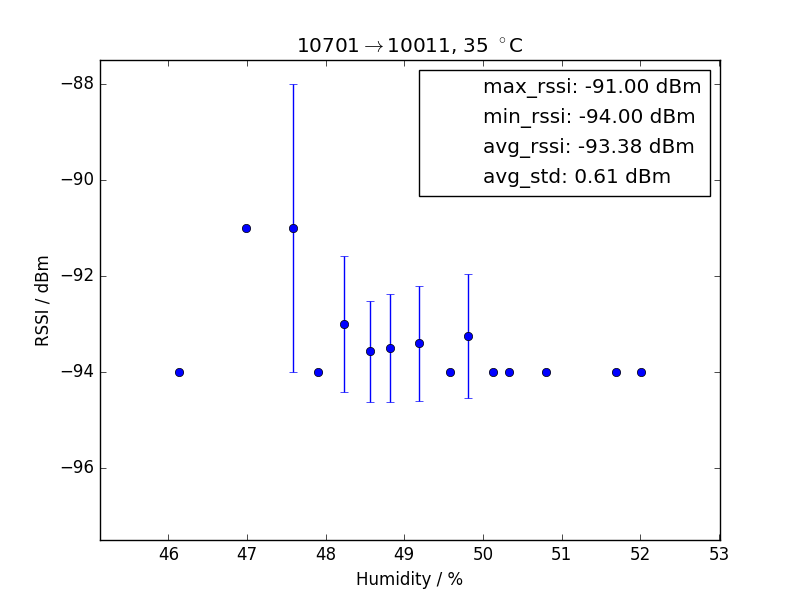 10701→10011, 35 °C
max_rssi: -91.00 dBm
min_rssi: -94.00 dBm
avg_rssi: -93.38 dBm
avg_std: 0.61 dBm
−88
−90
−92
−94
−96
RSSI / dBm
46 47 48 49 50 51 52 53
Humidity / %